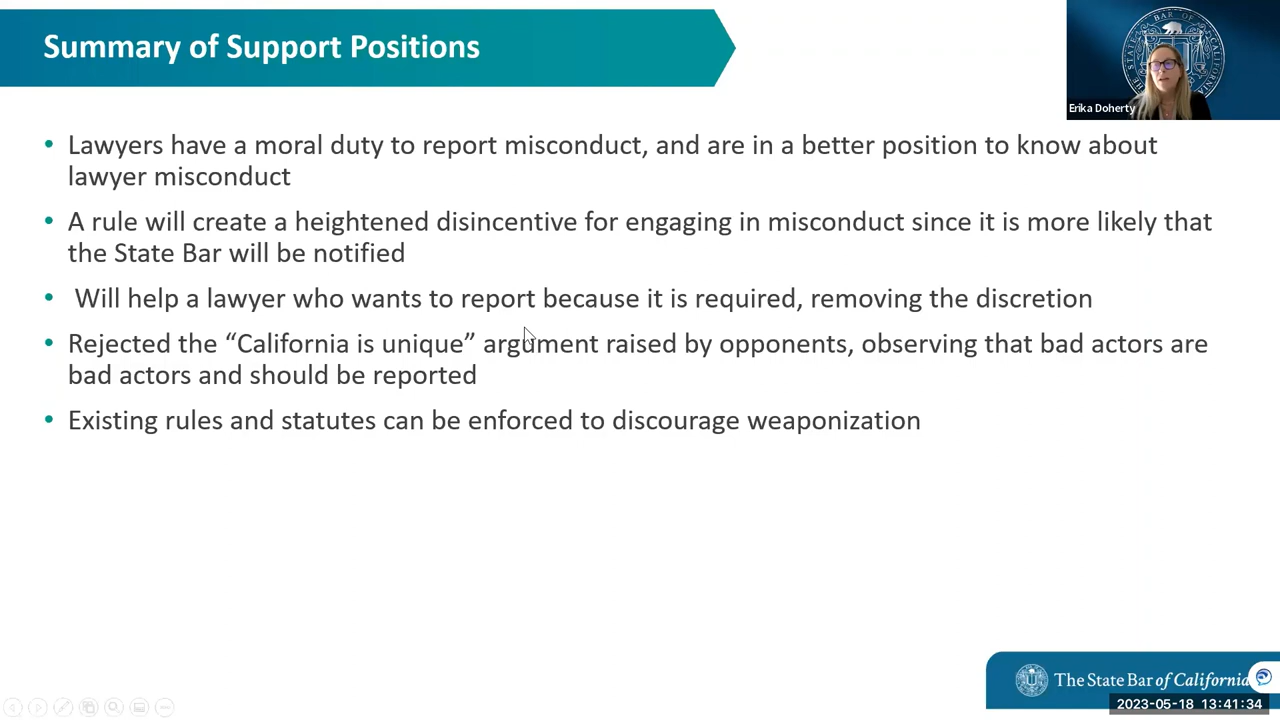 Summary of Support Positions
THE STATE BAR OF CALIFORNIA
Erika Doherty
• Lawyers have a moral duty to report misconduct, and are in a better position to know about
lawyer misconduct
• A rule will create a heightened disincentive for engaging in misconduct since it is more likely that
the State Bar will be notified
• Will help a lawyer who wants to report because it is required, removing the discretion
• Rejected the “California is unique” argument raised by opponents, observing that bad actors are
bad actors and should be reported
• Existing rules and statutes can be enforced to discourage weaponization
The State Bar of California
2023-05-18 13:41:34